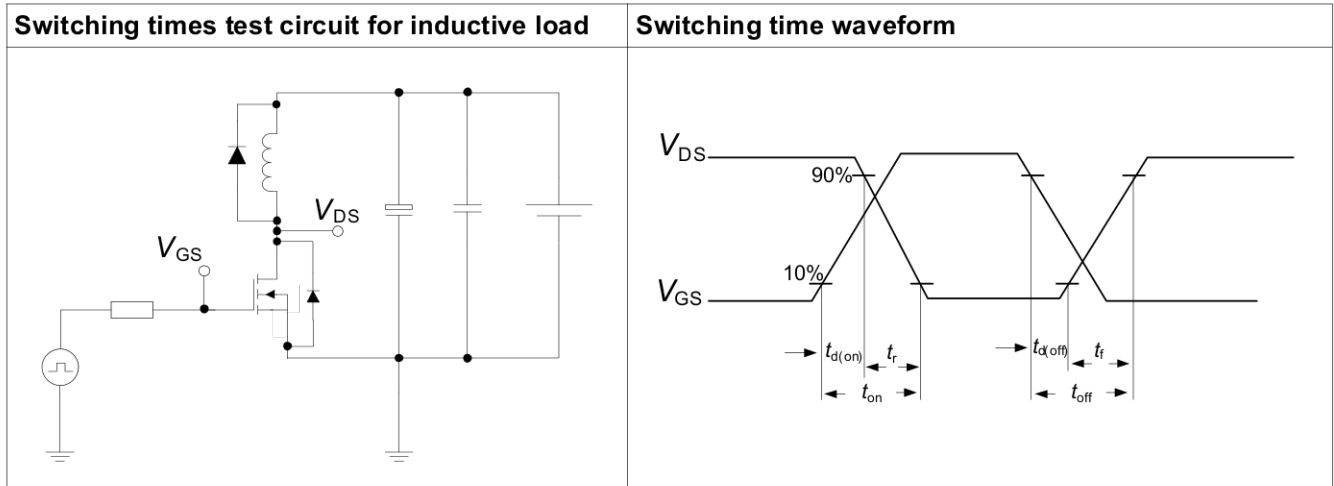 Switching times test circuit for inductive load
Switching time waveform
VDS
VGS
VDS
90%
10%
VGS
td(on) tr
ton
td(off) tf
toff